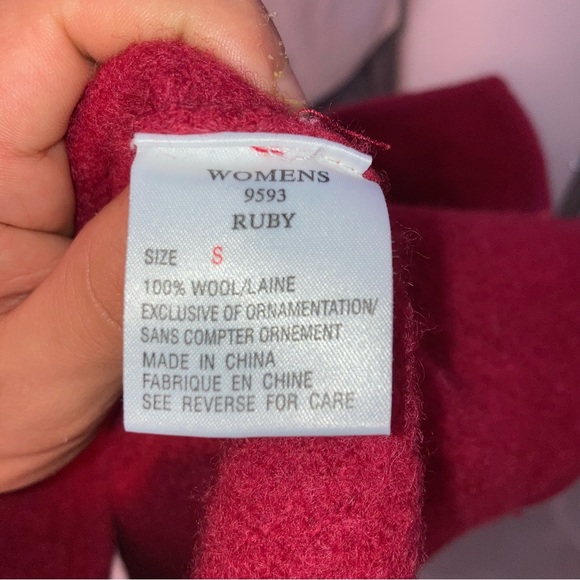 WOMENS
9593
RUBY
SIZE S
100% WOOL/LAINE
EXCLUSIVE OF ORNAMENTATION/
SANS COMPTER ORNEMENT
MADE IN CHINA
FABRIQUE EN CHINE
SEE REVERSE FOR CARE